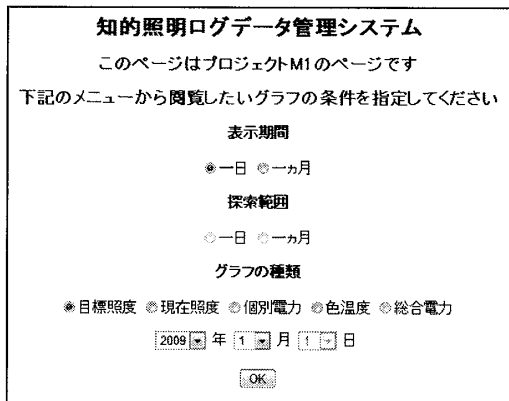 知的照明ログデータ管理システム
このページはプロジェクトM1のページです
下記のメニューから閲覧したいグラフの条件を指定してください
表示期間
一日 一ヵ月
探索範囲
一日 一ヵ月
グラフの種類
目標照度 現在照度 個別電力 色温度 総合電力
2009 年 1 月 1 日
OK